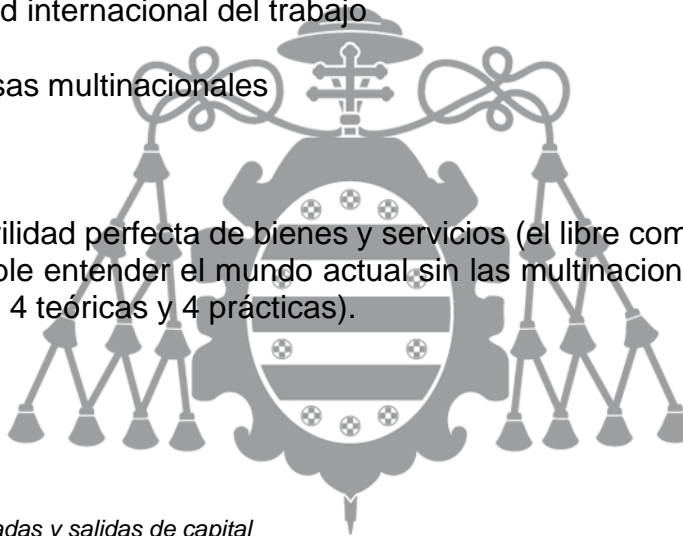 d internacional del trabajo
sas multinacionales
ilidad perfecta de bienes y servicios (el libre com
ole entender el mundo actual sin las multinacion
4 teóricas y 4 prácticas).
adas y salidas de capital